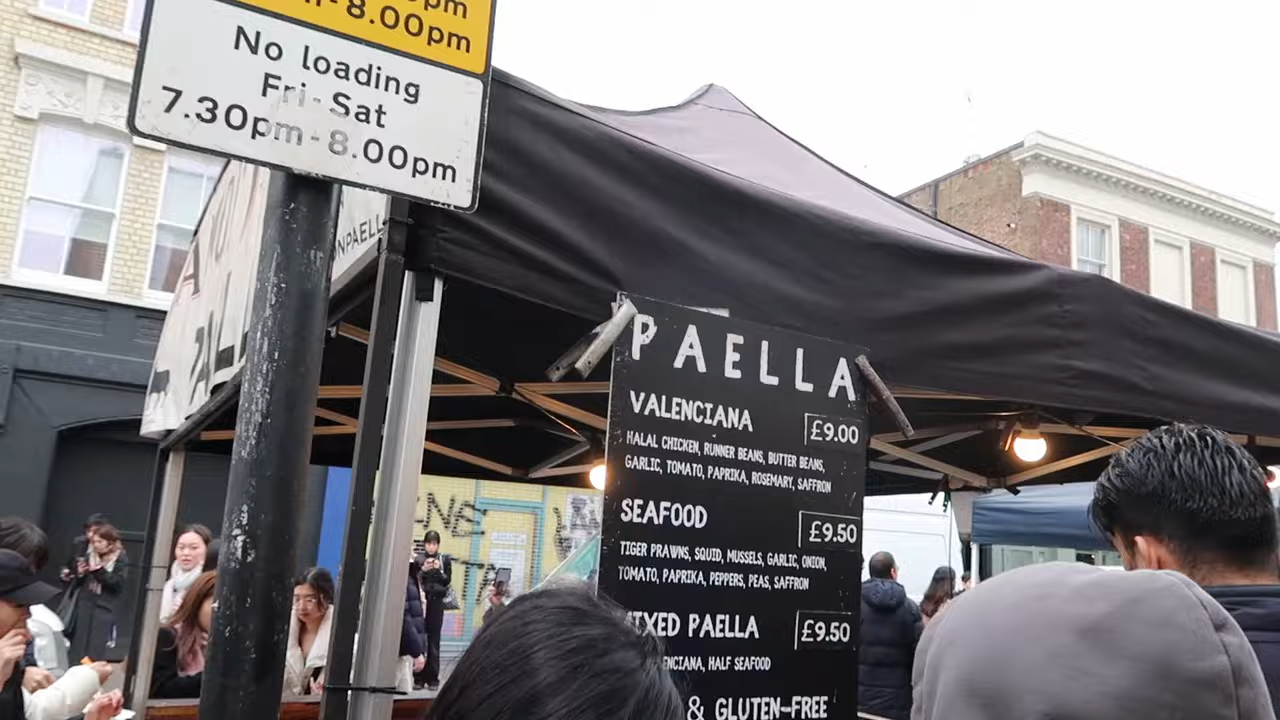 8.00pm
No loading
Fri-Sat
7.30pm-8.00pm
PAELLA
VALENCIANA
£9.00
HALAL CHICKEN, RUNNER BEANS, BUTTER BEANS,
GARLIC, TOMATO, PAPRIKA, ROSEMARY, SAFFRON
SEAFOOD
£9.50
TIGER PRAWNS, SQUID, MUSSELS, GARLIC, ONION,
TOMATO, PAPRIKA, PEPPERS, PEAS, SAFFRON
MIXED PAELLA
£9.50
HALF SEAFOOD
& GLUTEN-FREE